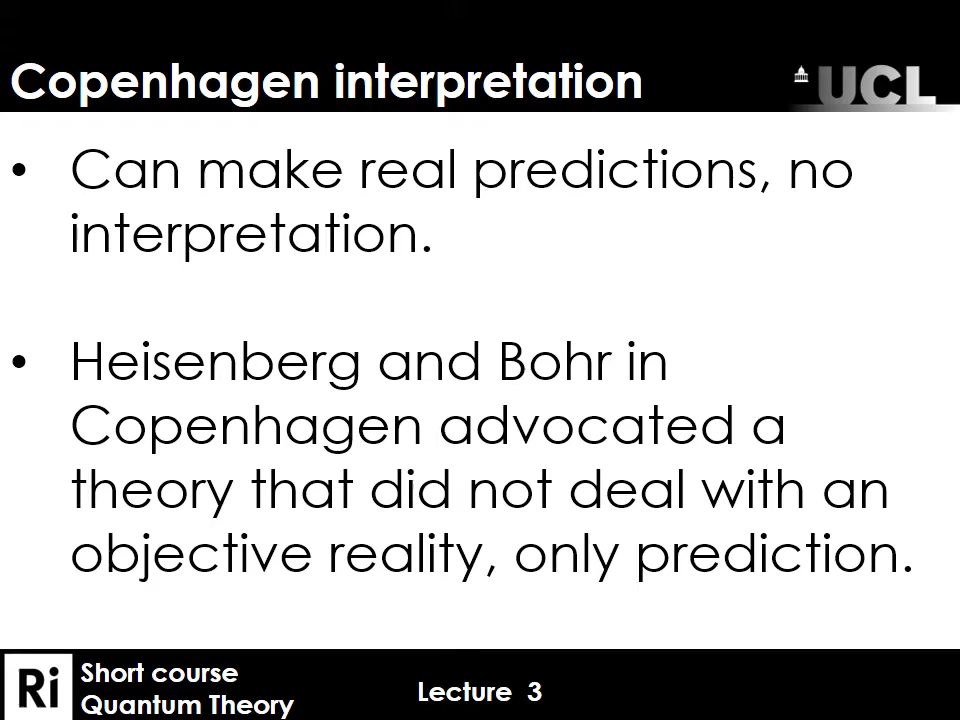 Copenhagen interpretation
UCL
• Can make real predictions, no
interpretation.
• Heisenberg and Bohr in
Copenhagen advocated a
theory that did not deal with an
objective reality, only prediction.
Ri
Short course
Quantum Theory
Lecture 3